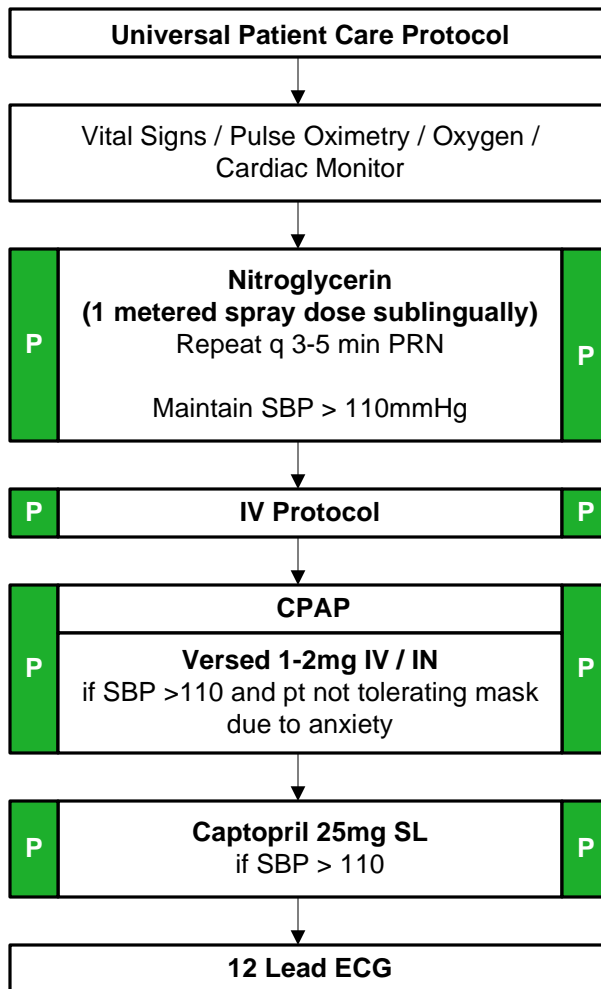 Universal Patient Care Protocol
Vital Signs / Pulse Oximetry / Oxygen /
Cardiac Monitor
P
Nitroglycerin
(1 metered spray dose sublingually)
Repeat q 3-5 min PRN
Maintain SBP > 110mmHg
P
P
IV Protocol
P
P
CPAP
Versed 1-2mg IV / IN
if SBP >110 and pt not tolerating mask
due to anxiety
P
P
Captopril 25mg SL
if SBP > 110
P
12 Lead ECG